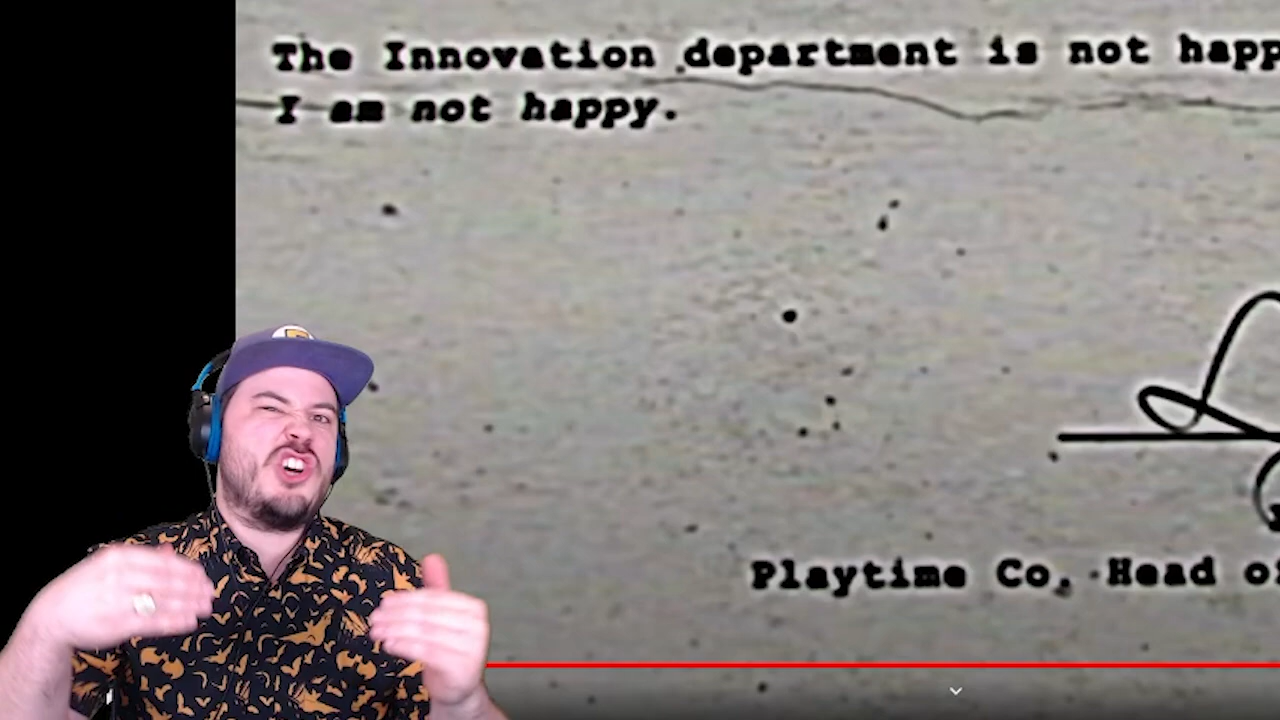 The Innovation department is not happ
I am not happy.
Playtime Co. Head of